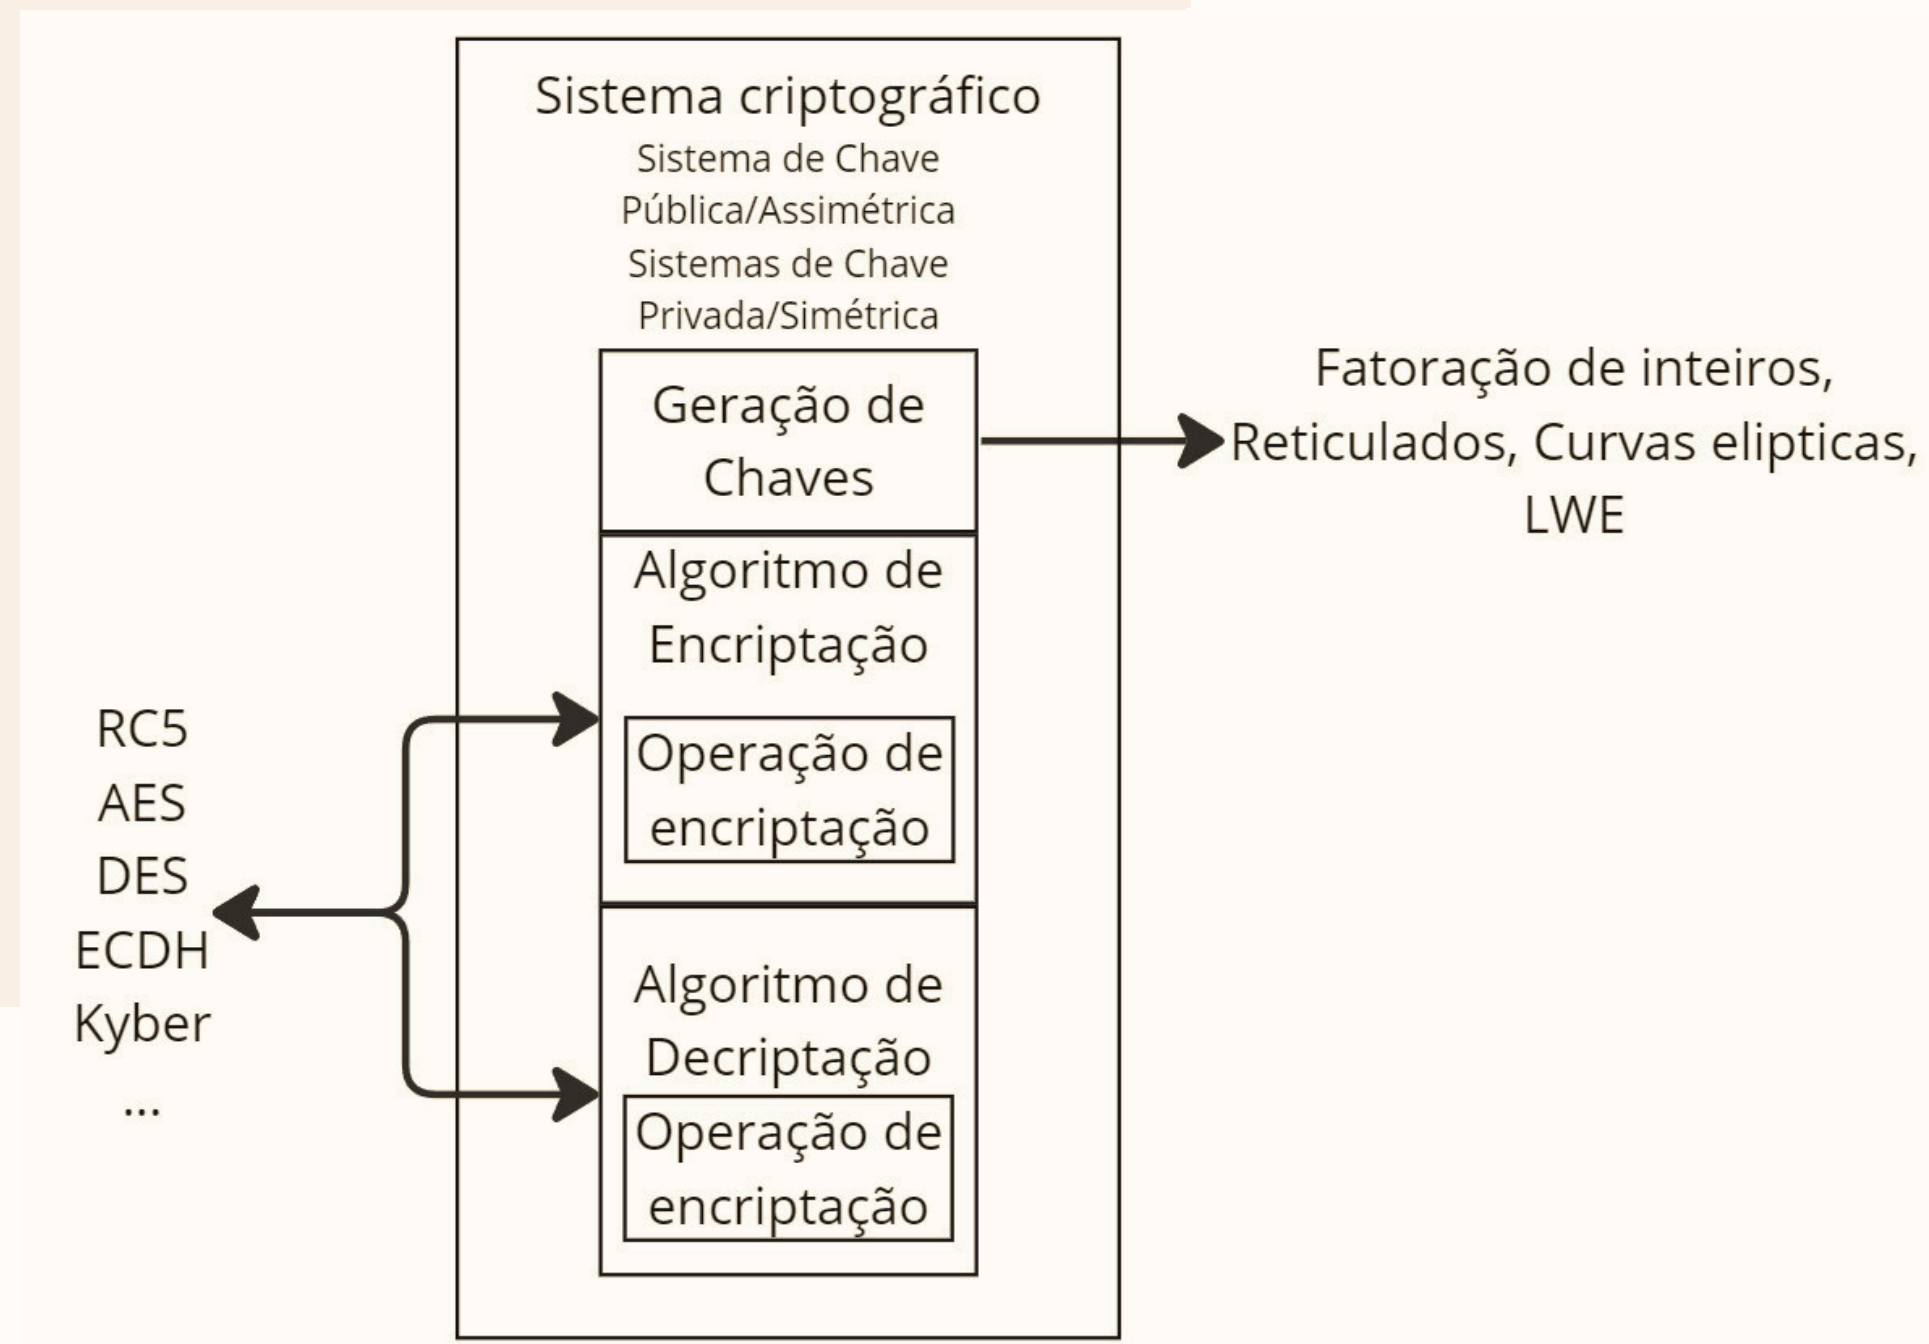 Sistema criptográfico
Sistema de Chave
Pública/Assimétrica
Sistemas de Chave
Privada/Simétrica
Geração de
Chaves
Fatoração de inteiros,
Reticulados, Curvas elipticas,
LWE
Algoritmo de
Encriptação
Operação de
encriptação
RC5
AES
DES
ECDH
Kyber
...
Algoritmo de
Decriptação
Operação de
encriptação